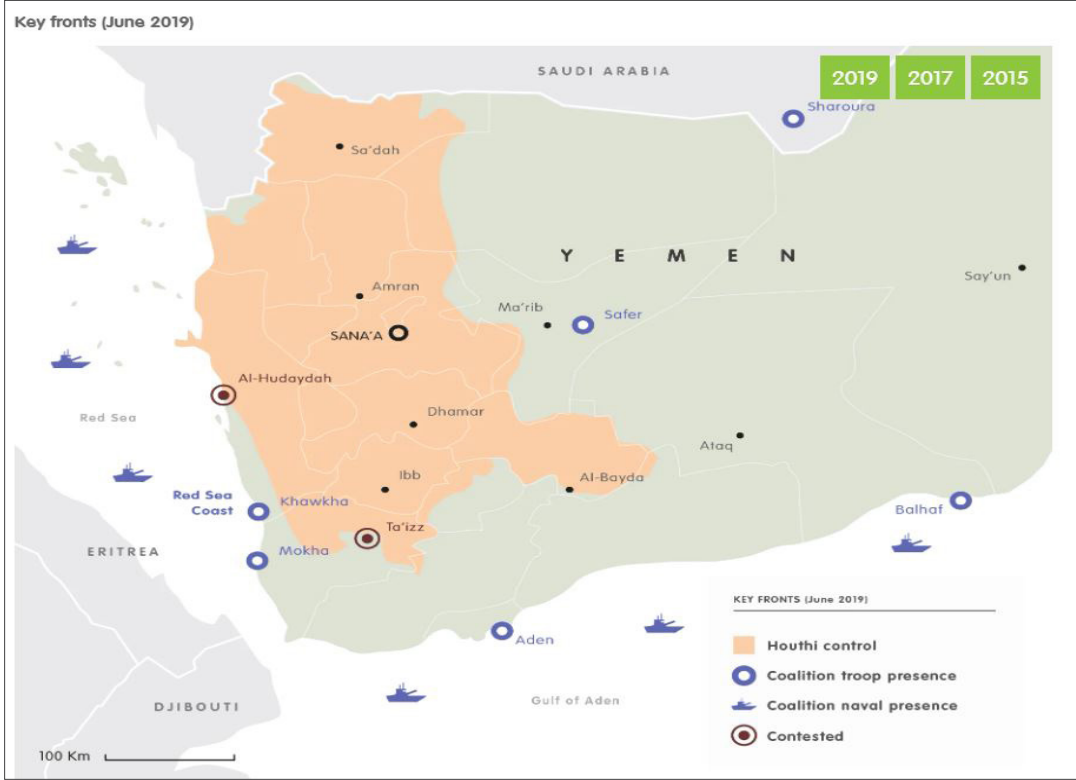 Key fronts (June 2019)
SAUDI ARABIA
2019 2017 2015
Sharoura
Sa'dah
YEMEN
Say'un
Amran
Ma'rib
Safer
SANA'A
Al-Hudaydah
Red Sea
Dhamar
Ataq
Ibb
Al-Bayda
Red Sea
Coast
Khawkha
Balhaf
Ta'izz
ERITREA
Mokha
Aden
Gulf of Aden
DJIBOUTI
100 Km
KEY FRONTS (June 2019)
Houthi control
Coalition troop presence
Coalition naval presence
Contested